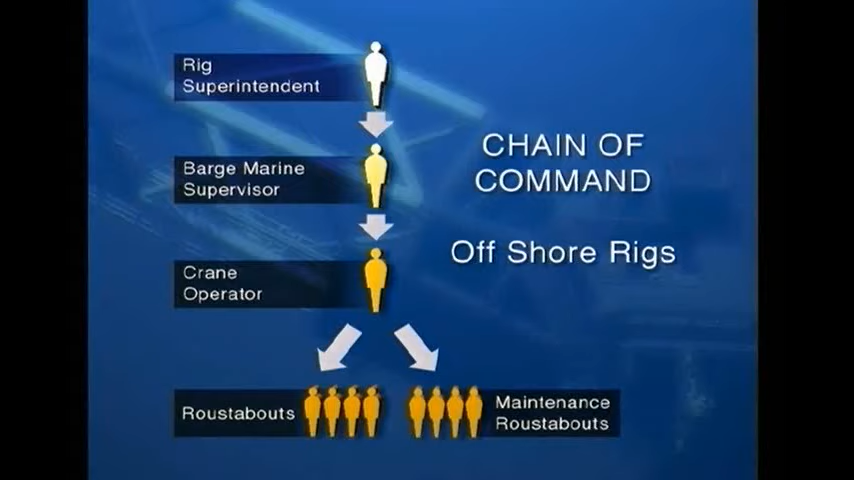 Rig
Superintendent
Barge Marine
Supervisor
Crane
Operator
Roustabouts
Maintenance
Roustabouts
CHAIN OF
COMMAND
Off Shore Rigs